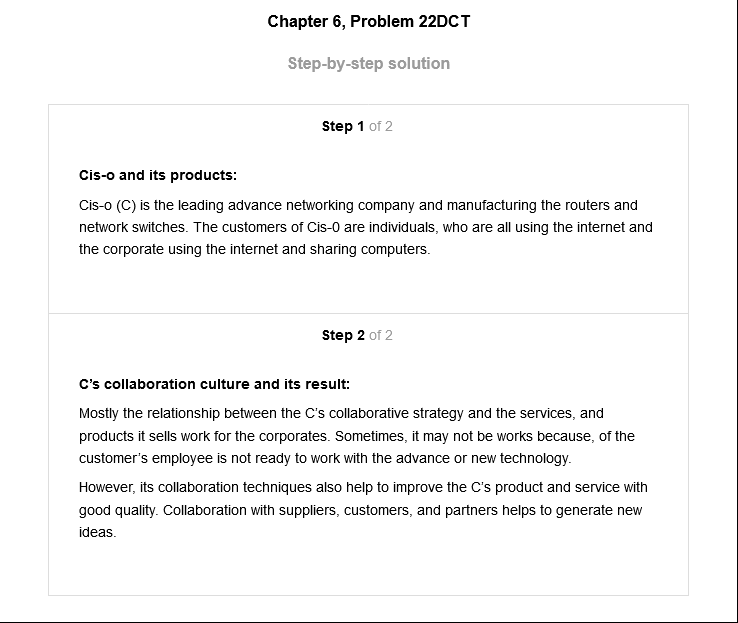 Chapter 6, Problem 22DCT
Step-by-step solution
Step 1 of 2
Cis-o and its products:
Cis-o (C) is the leading advance networking company and manufacturing the routers and
network switches. The customers of Cis-0 are individuals, who are all using the internet and
the corporate using the internet and sharing computers.
Step 2 of 2
C's collaboration culture and its result:
Mostly the relationship between the C's collaborative strategy and the services, and
products it sells work for the corporates. Sometimes, it may not be works because, of the
customer's employee is not ready to work with the advance or new technology.
However, its collaboration techniques also help to improve the C's product and service with
good quality. Collaboration with suppliers, customers, and partners helps to generate new
ideas.